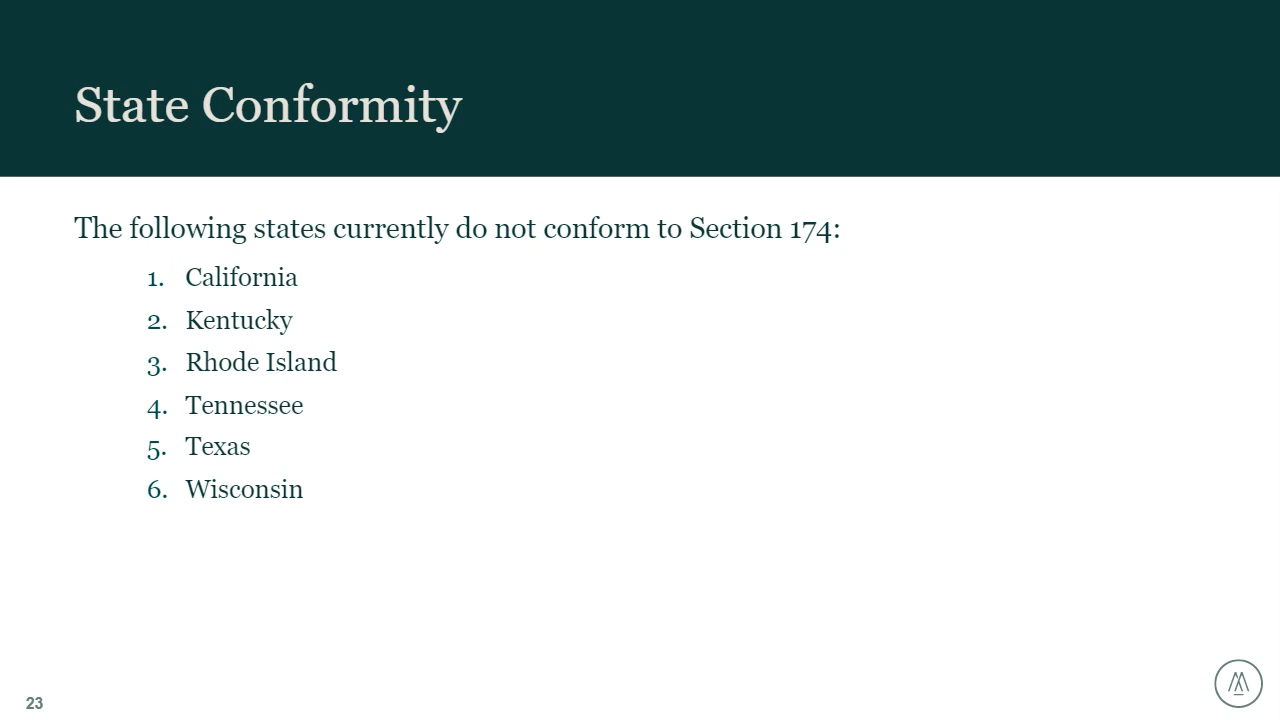 State Conformity
The following states currently do not conform to Section 174:
1. California
2. Kentucky
3. Rhode Island
4. Tennessee
5. Texas
6. Wisconsin
23